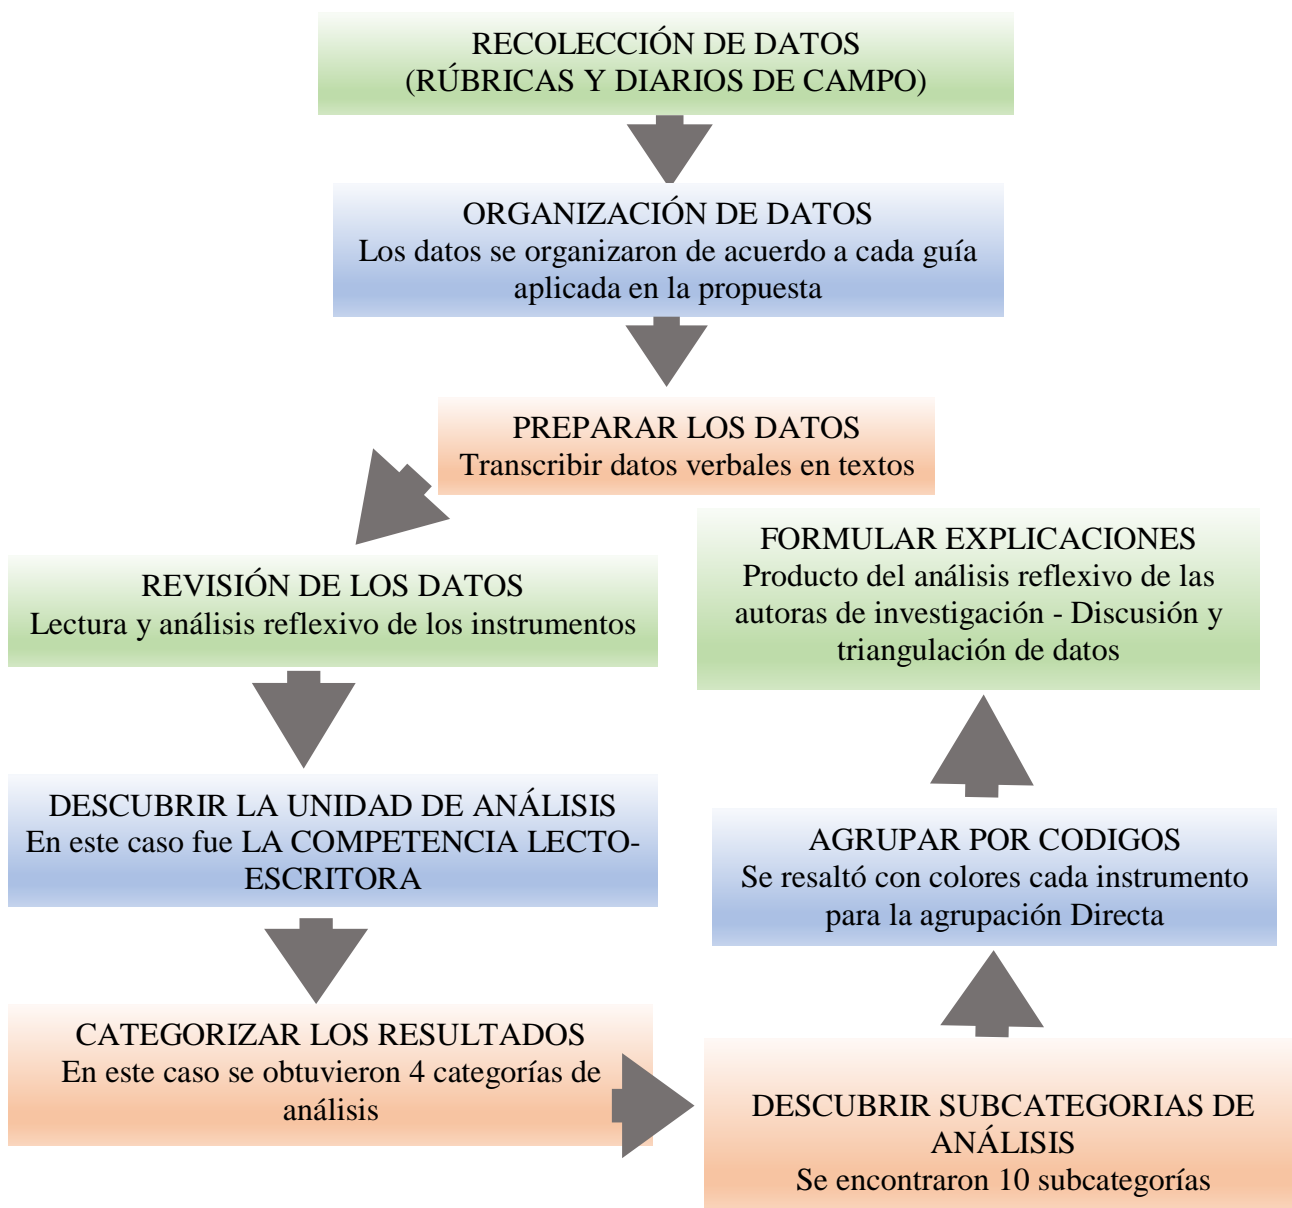 RECOLECCIÓN DE DATOS
(RÚBRICAS Y DIARIOS DE CAMPO)
ORGANIZACIÓN DE DATOS
Los datos se organizaron de acuerdo a cada guía
aplicada en la propuesta
PREPARAR LOS DATOS
Transcribir datos verbales en textos
REVISIÓN DE LOS DATOS
Lectura y análisis reflexivo de los instrumentos
DESCUBRIR LA UNIDAD DE ANÁLISIS
En este caso fue LA COMPETENCIA LECTO-
ESCRITORA
CATEGORIZAR LOS RESULTADOS
En este caso se obtuvieron 4 categorías de
análisis
DESCUBRIR SUBCATEGORIAS DE
ANÁLISIS
Se encontraron 10 subcategorías
AGRUPAR POR CODIGOS
Se resaltó con colores cada instrumento
para la agrupación Directa
FORMULAR EXPLICACIONES
Producto del análisis reflexivo de las
autoras de investigación - Discusión y
triangulación de datos